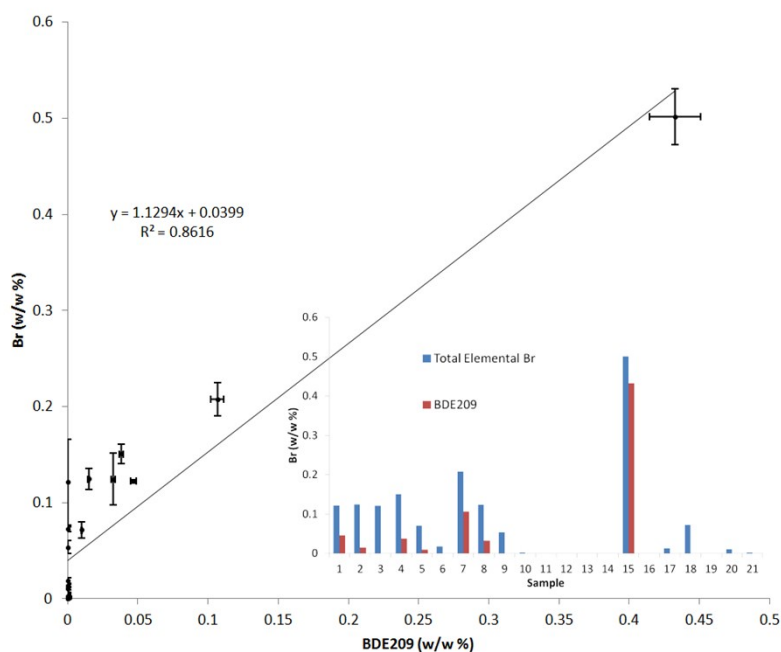 0.6
0.5
0.4
0.3
0.2
0.1
0
Br (w/w %)
y = 1.1294x + 0.0399
R² = 0.8616
0.6
0.5
0.4
0.3
0.2
0.1
0
Br (w/w %)
Total Elemental Br
BDE209
1 2 3 4 5 6 7 8 9 10 11 12 13 14 15 16 17 18 19 20 21
Sample
0 0.05 0.1 0.15 0.2 0.25 0.3 0.35 0.4 0.45 0.5
BDE209 (w/w %)